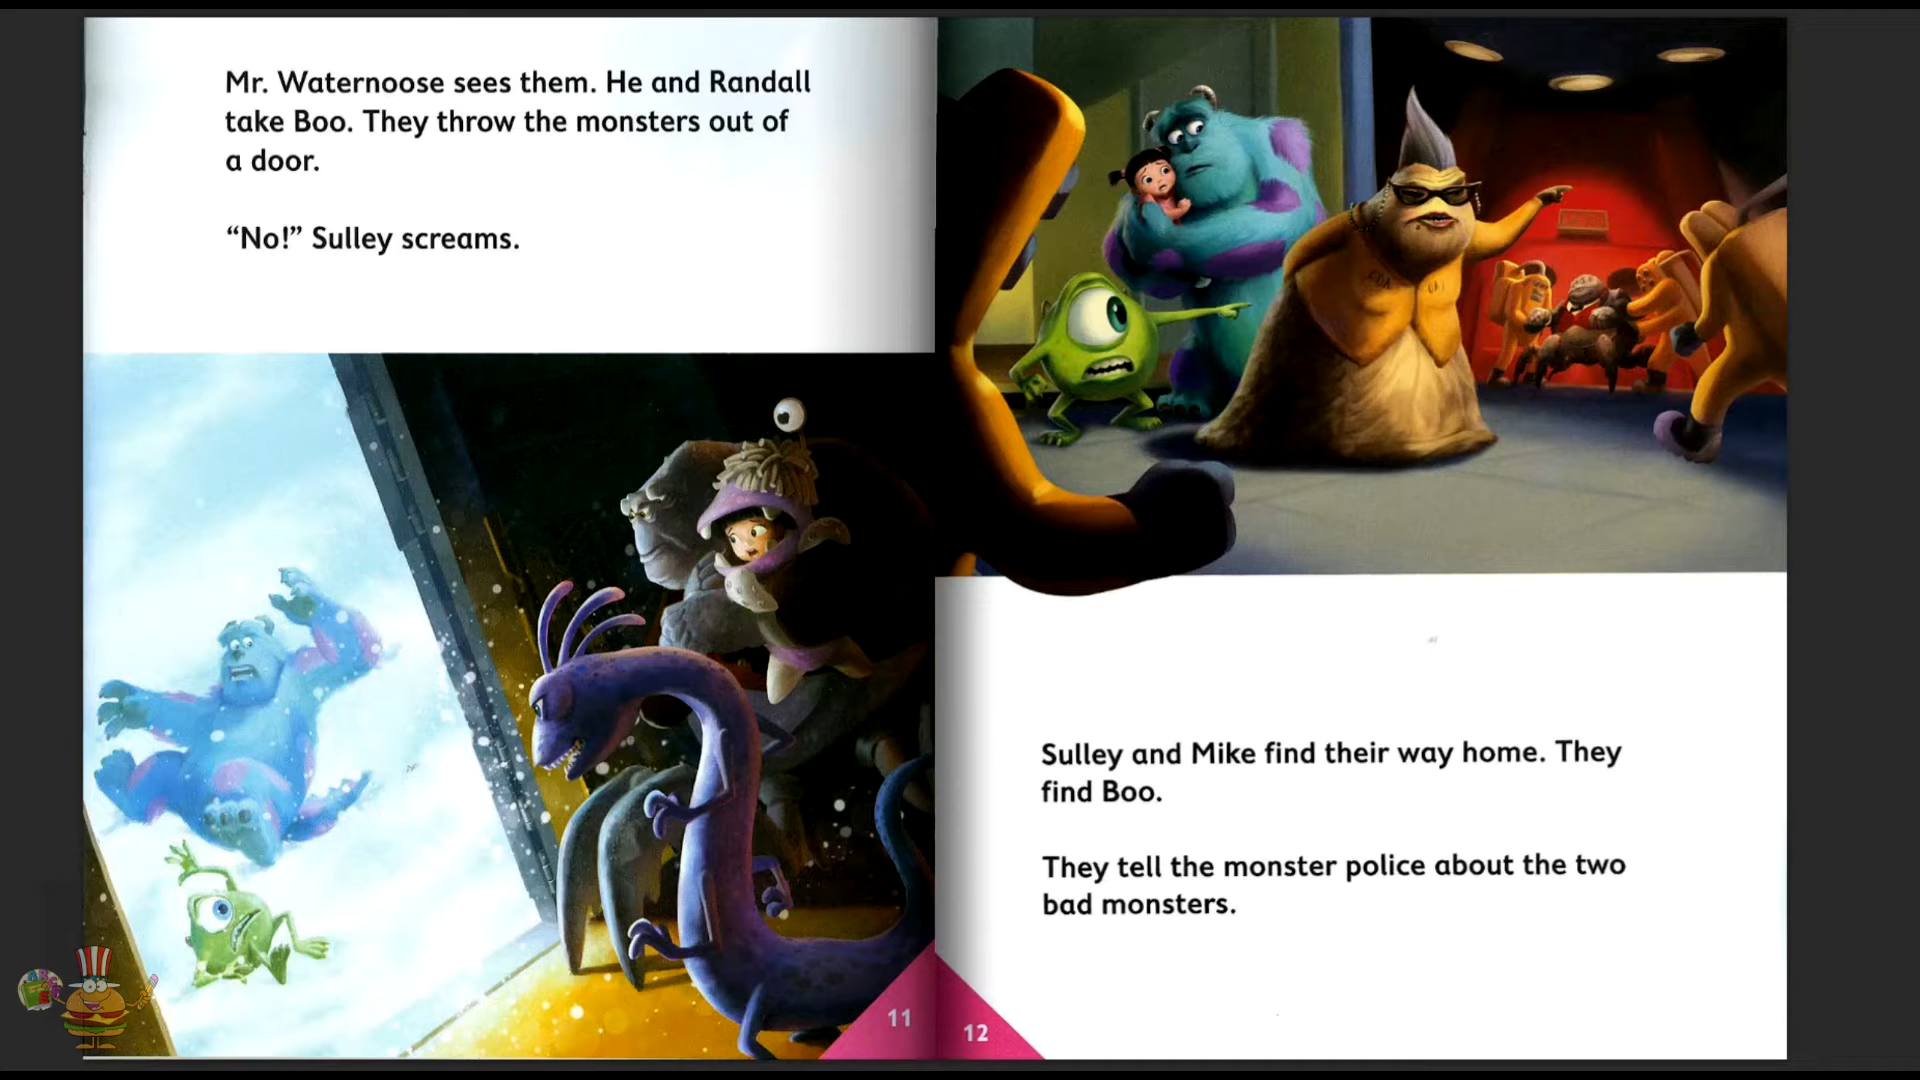 Mr. Waternoose sees them. He and Randall
take Boo. They throw the monsters out of
a door.
“No!” Sulley screams.
11
CDA
Sulley and Mike find their way home. They
find Boo.
They tell the monster police about the two
bad monsters.
12